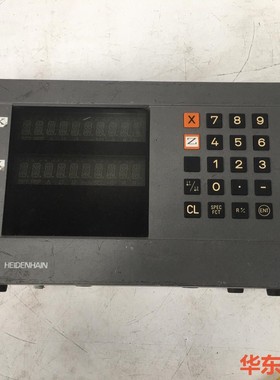 X 7 8 9
Z 4 5 6
1 2 3
0 . -
CL SPEC FCT R% ENT
HEIDENHAIN
华东